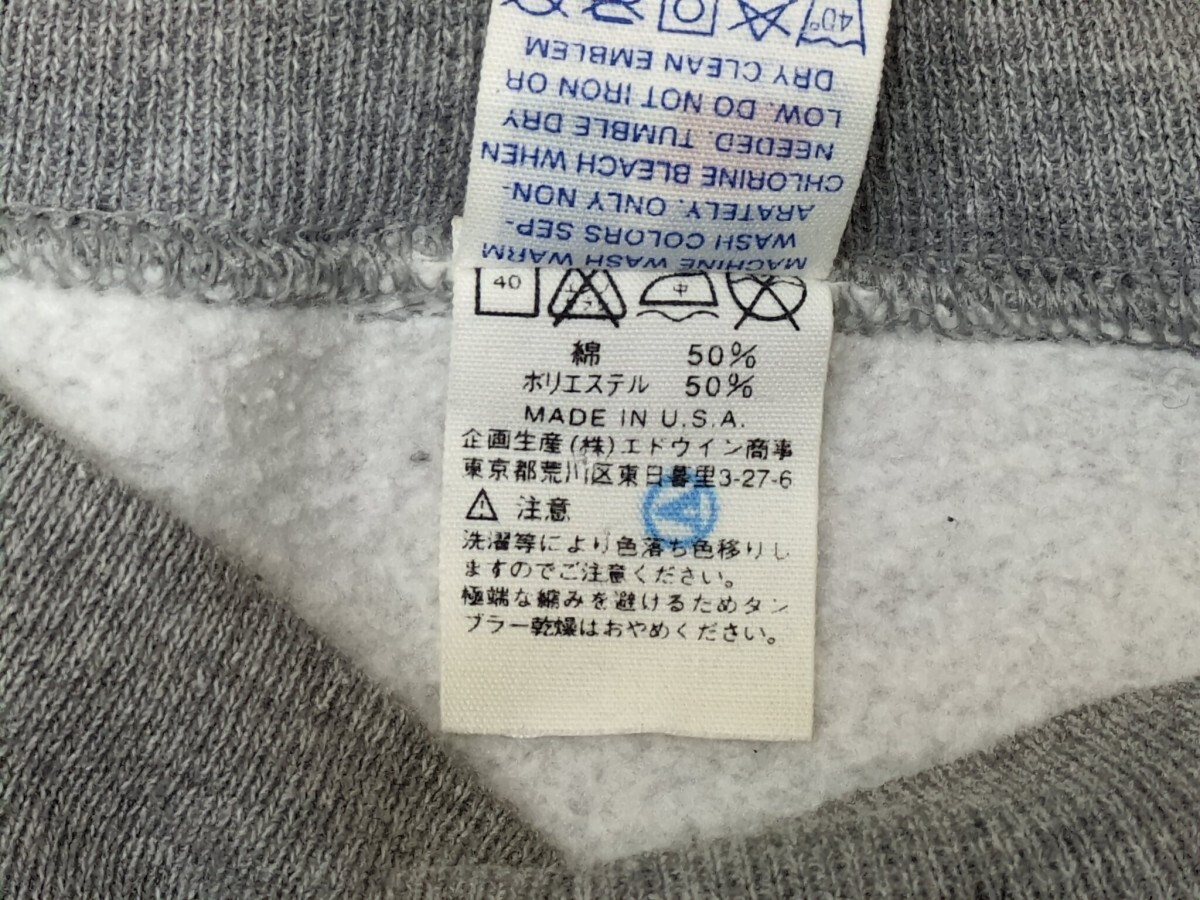 MACHINE WASH WARM
WASH COLORS SEP-
ARATELY. ONLY NON-
CHLORINE BLEACH WHEN
NEEDED. TUMBLE DRY
LOW. DO NOT IRON OR
DRY CLEAN EMBLEM
40°
40
中
綿 50%
ポリエステル 50%
MADE IN U.S.A.
企画生産(株)エドウイン商事
東京都荒川区東日暮里3-27-6
注意
洗濯等により色落ち色移りし
ますのでご注意ください。
極端な縮みを避けるためタン
ブラー乾燥はおやめください。